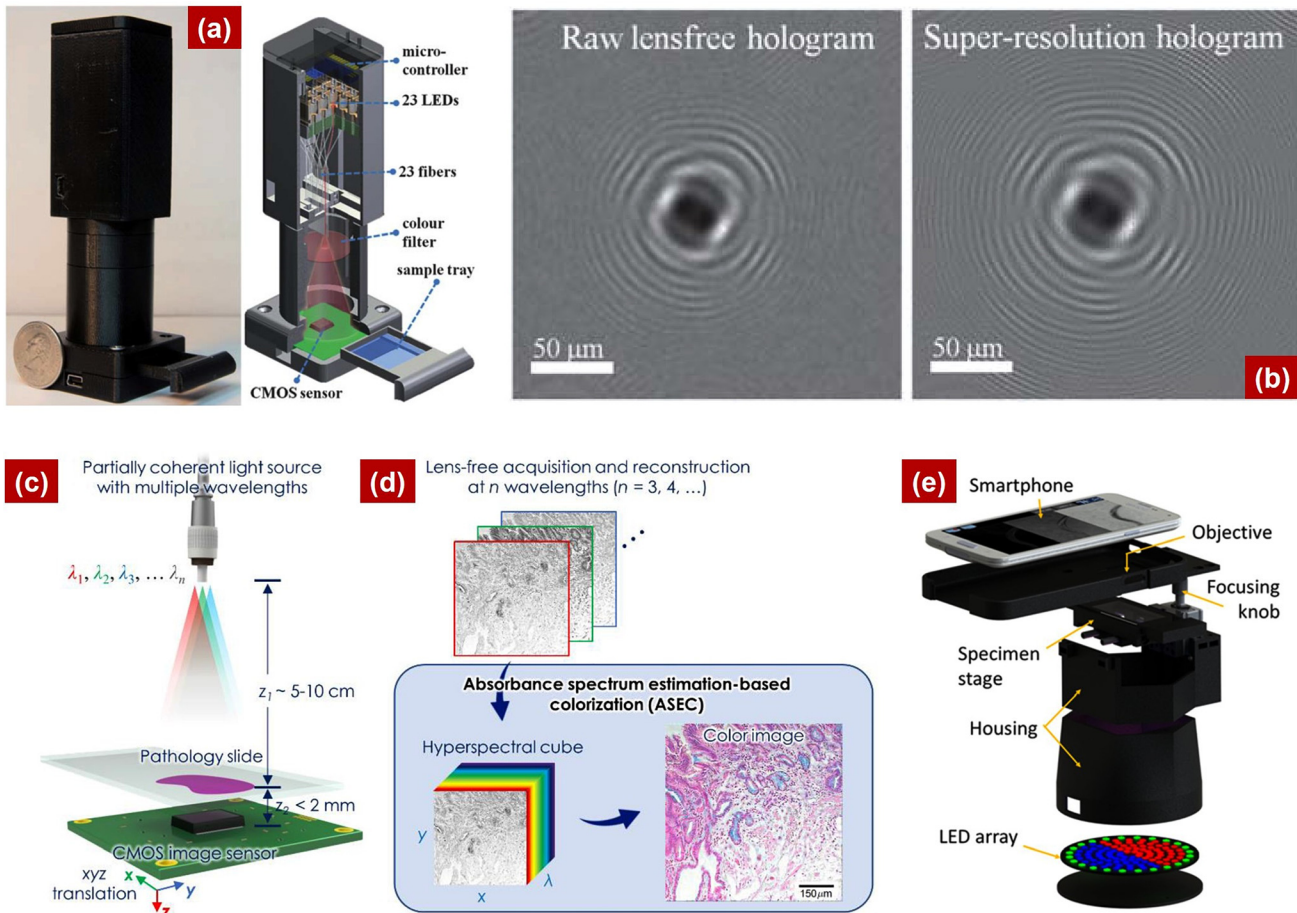 (a)
micro-
controller
23 LEDs
23 fibers
colour
filter
sample tray
CMOS sensor
Raw lensfree hologram
50 μm
Super-resolution hologram
50 μm
(b)
(c)
Partially coherent light source
with multiple wavelengths
λ1, λ2, λ3, … λn
z1 ~ 5-10 cm
Pathology slide
z2 < 2 mm
CMOS image sensor
xyz
translation
x
y
z
(d)
Lens-free acquisition and reconstruction
at n wavelengths (n = 3, 4, …)
Absorbance spectrum estimation-based
colorization (ASEC)
Hyperspectral cube
y
x
λ
Color image
150μm
(e)
Smartphone
Objective
Focusing
knob
Specimen
stage
Housing
LED array